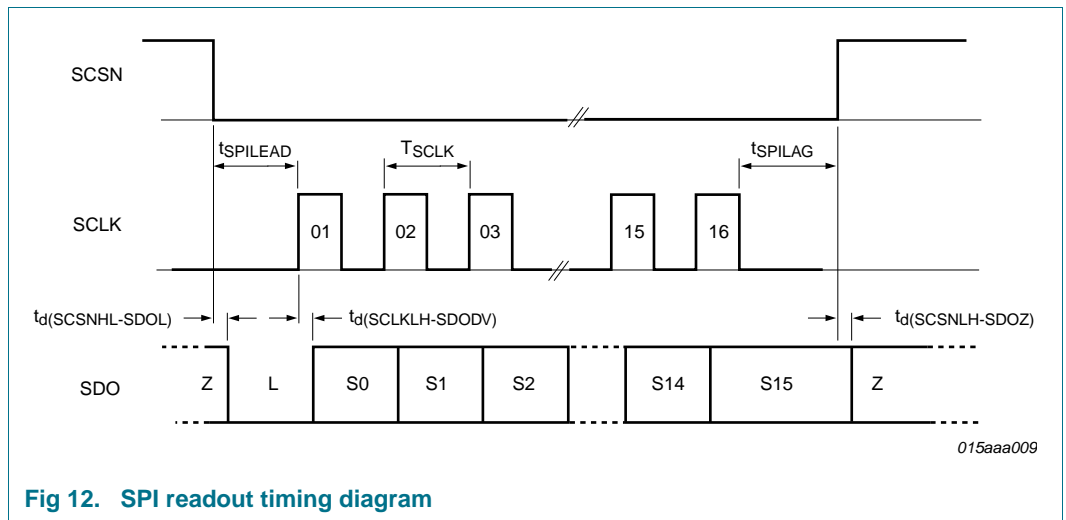 SCSN
tSPILEAD TSCLK tSPILAG
SCLK
01 02 03 15 16
td(SCSNHL-SDOL) td(SCLKLH-SDODV) td(SCSNLH-SDOZ)
SDO
Z L S0 S1 S2 S14 S15 Z
015aaa009
Fig 12. SPI readout timing diagram